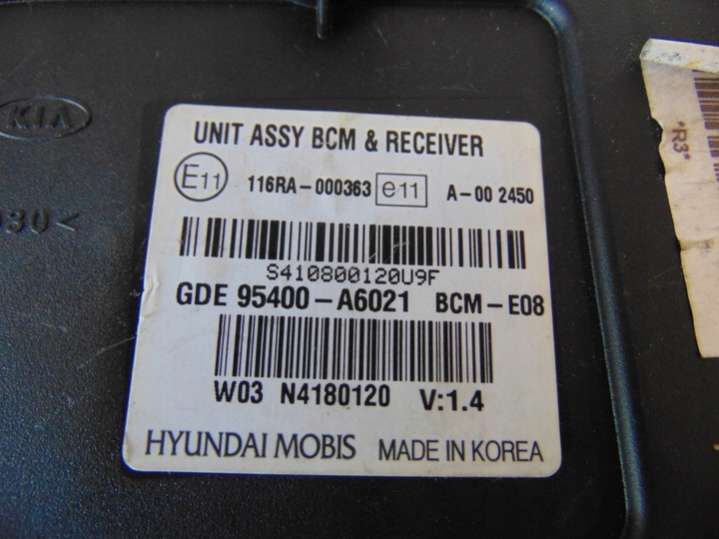 KIA
UNIT ASSY BCM & RECEIVER
E11 116RA-000363 e11 A-00 2450
S410800120U9F
GDE 95400-A6021 BCM-E08
W03 N4180120 V:1.4
HYUNDAI MOBIS MADE IN KOREA
*R3*